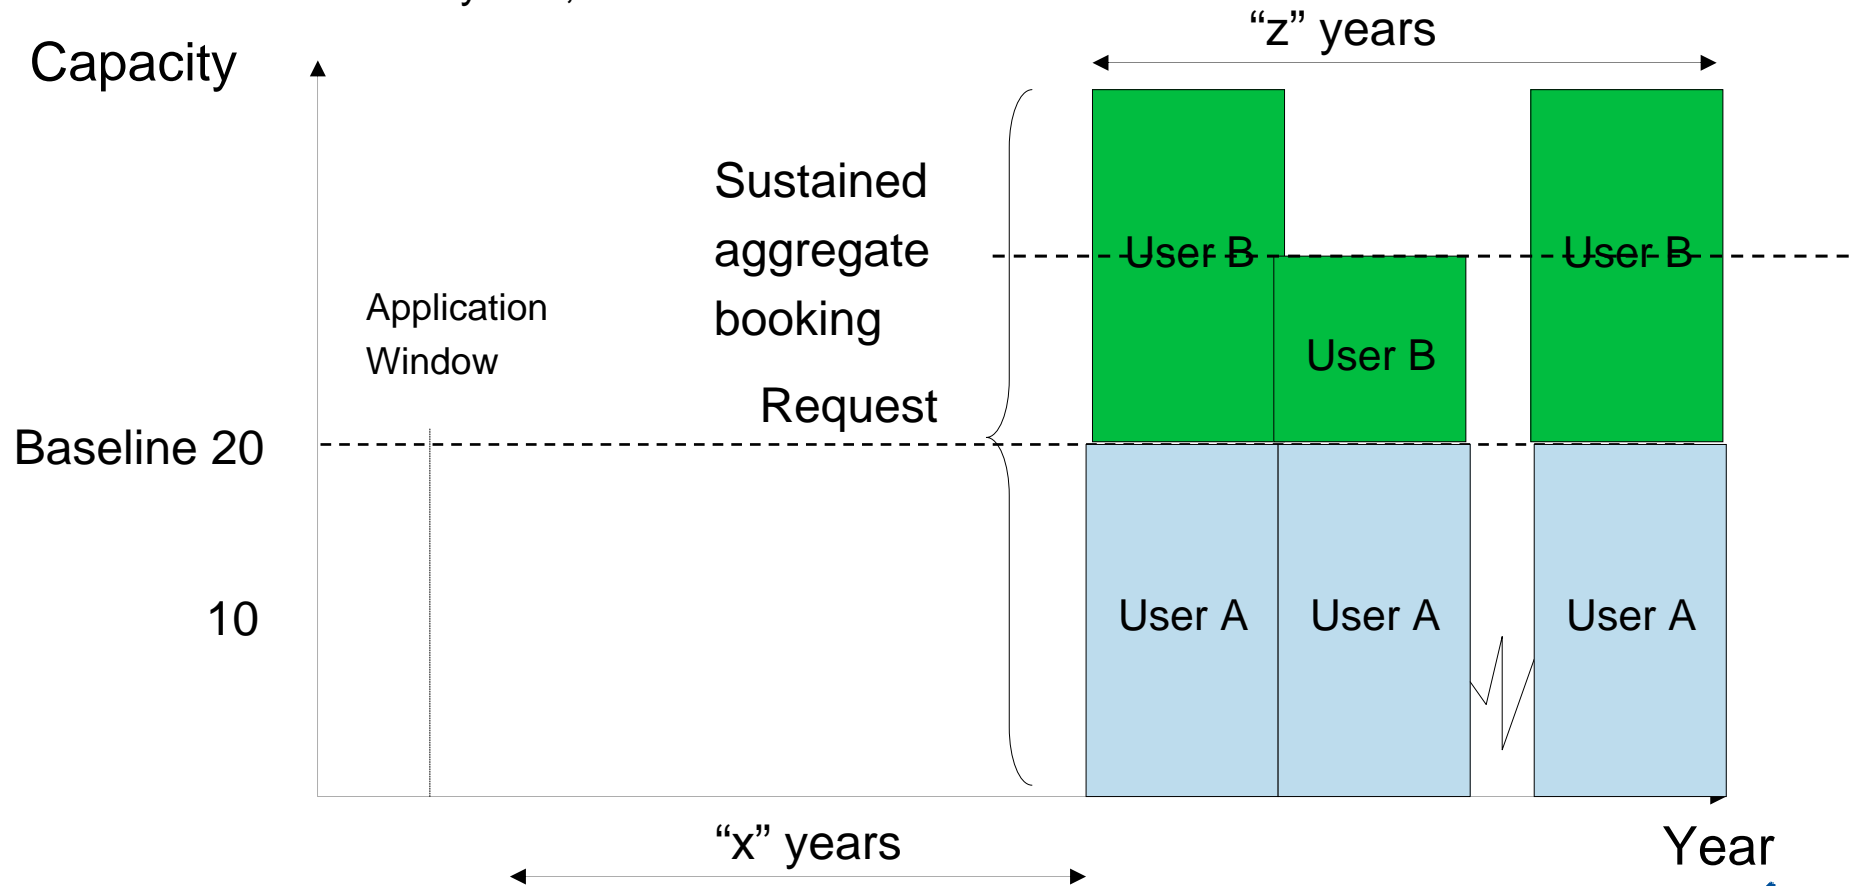 “z” years
Capacity
Sustained
aggregate
booking
Request
User B
User B
User B
Application
Window
Baseline 20
10
User A
User A
User A
“x” years
Year